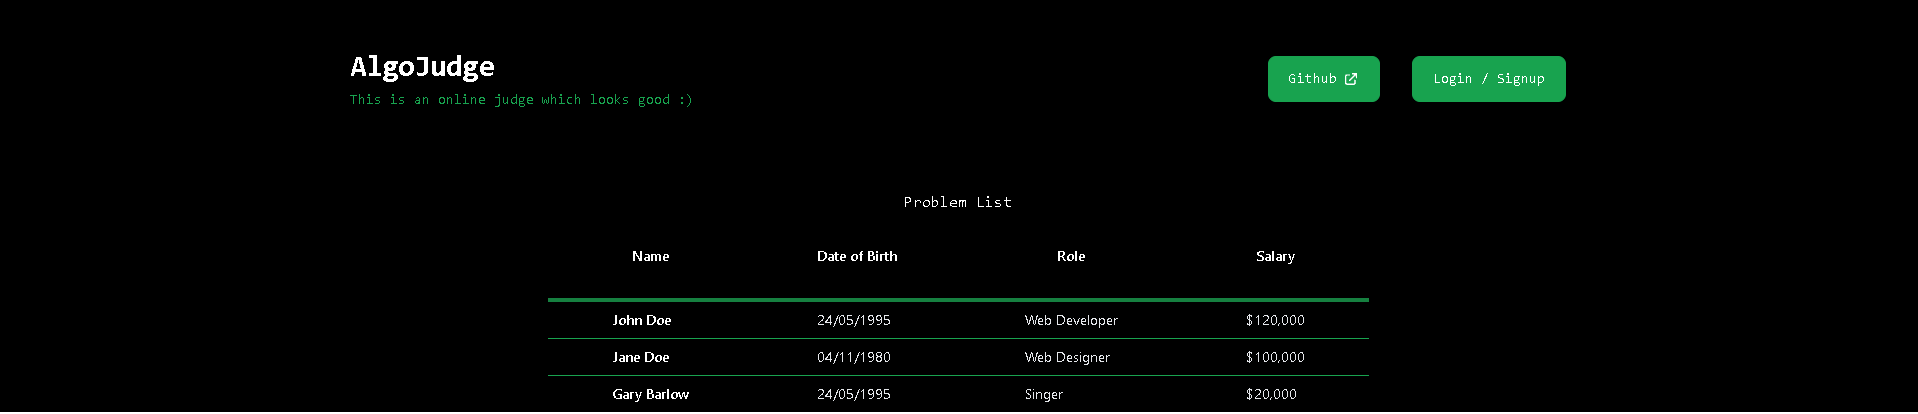 AlgoJudge
This is an online judge which looks good :)
Github
Login / Signup
Problem List
Name Date of Birth Role Salary
John Doe 24/05/1995 Web Developer $120,000
Jane Doe 04/11/1980 Web Designer $100,000
Gary Barlow 24/05/1995 Singer $20,000